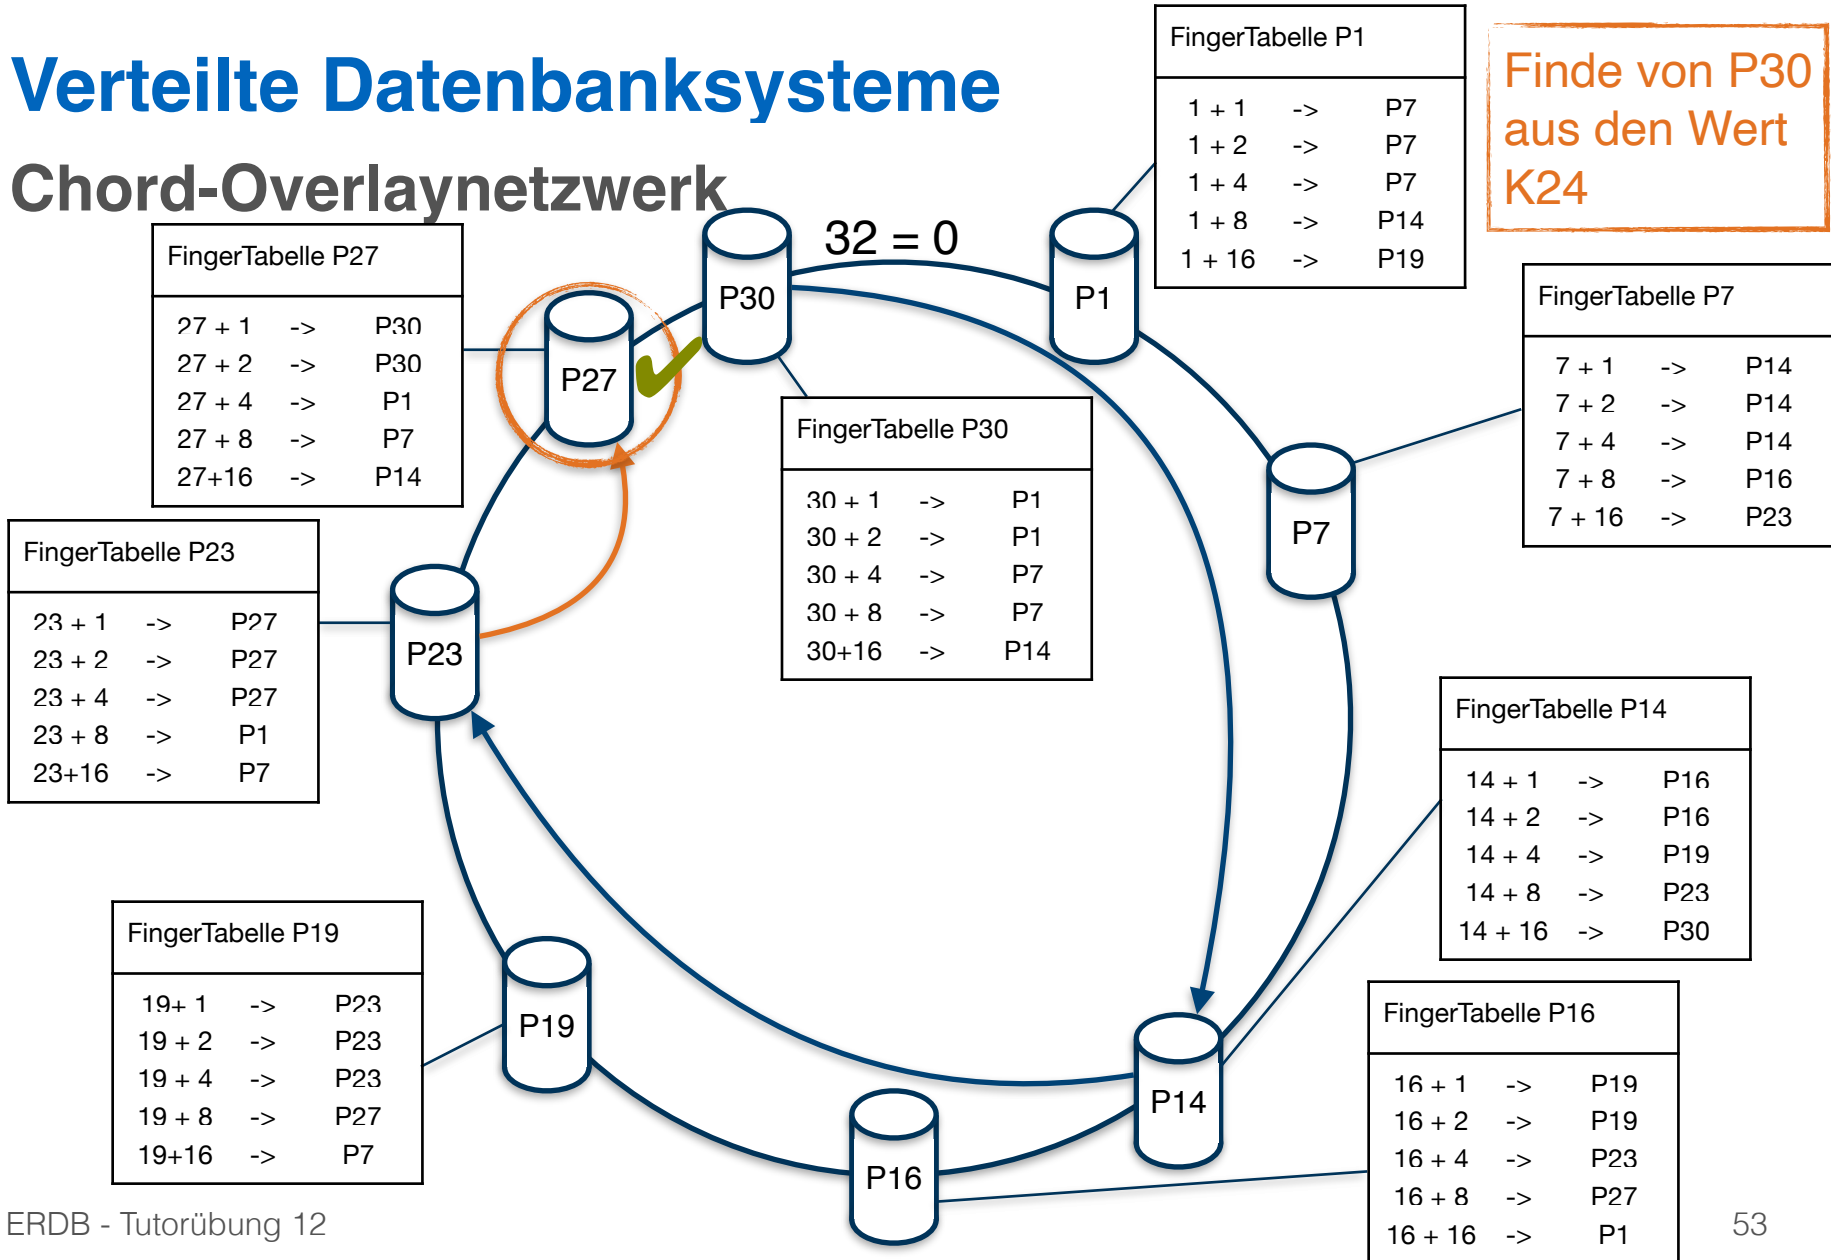 Verteilte Datenbanksysteme
Chord-Overlaynetzwerk
Finde von P30
aus den Wert
K24
32 = 0
FingerTabelle P1
1 + 1 -> P7
1 + 2 -> P7
1 + 4 -> P7
1 + 8 -> P14
1 + 16 -> P19
FingerTabelle P27
27 + 1 -> P30
27 + 2 -> P30
27 + 4 -> P1
27 + 8 -> P7
27+16 -> P14
FingerTabelle P7
7 + 1 -> P14
7 + 2 -> P14
7 + 4 -> P14
7 + 8 -> P16
7 + 16 -> P23
P30
P1
P27
✔
FingerTabelle P30
30 + 1 -> P1
30 + 2 -> P1
30 + 4 -> P7
30 + 8 -> P7
30+16 -> P14
P7
FingerTabelle P23
23 + 1 -> P27
23 + 2 -> P27
23 + 4 -> P27
23 + 8 -> P1
23+16 -> P7
P23
FingerTabelle P14
14 + 1 -> P16
14 + 2 -> P16
14 + 4 -> P19
14 + 8 -> P23
14 + 16 -> P30
FingerTabelle P19
19+ 1 -> P23
19 + 2 -> P23
19 + 4 -> P23
19 + 8 -> P27
19+16 -> P7
P19
P14
P16
FingerTabelle P16
16 + 1 -> P19
16 + 2 -> P19
16 + 4 -> P23
16 + 8 -> P27
16 + 16 -> P1
ERDB - Tutorübung 12
53